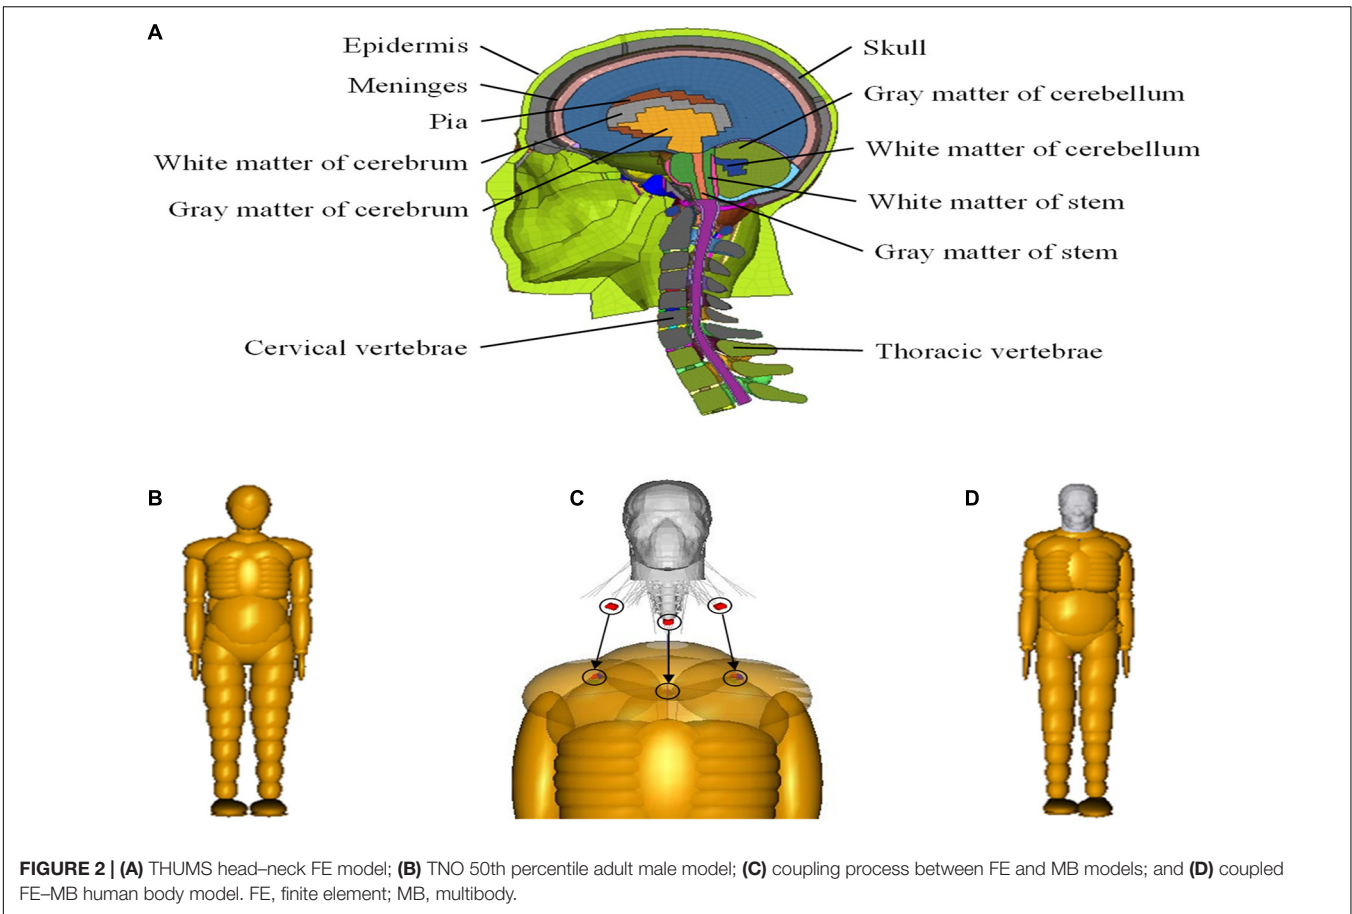 A
Epidermis
Meninges
Pia
White matter of cerebrum
Gray matter of cerebrum
Cervical vertebrae
Skull
Gray matter of cerebellum
White matter of cerebellum
White matter of stem
Gray matter of stem
Thoracic vertebrae
B
C
D
FIGURE 2 | (A) THUMS head–neck FE model; (B) TNO 50th percentile adult male model; (C) coupling process between FE and MB models; and (D) coupled
FE–MB human body model. FE, finite element; MB, multibody.